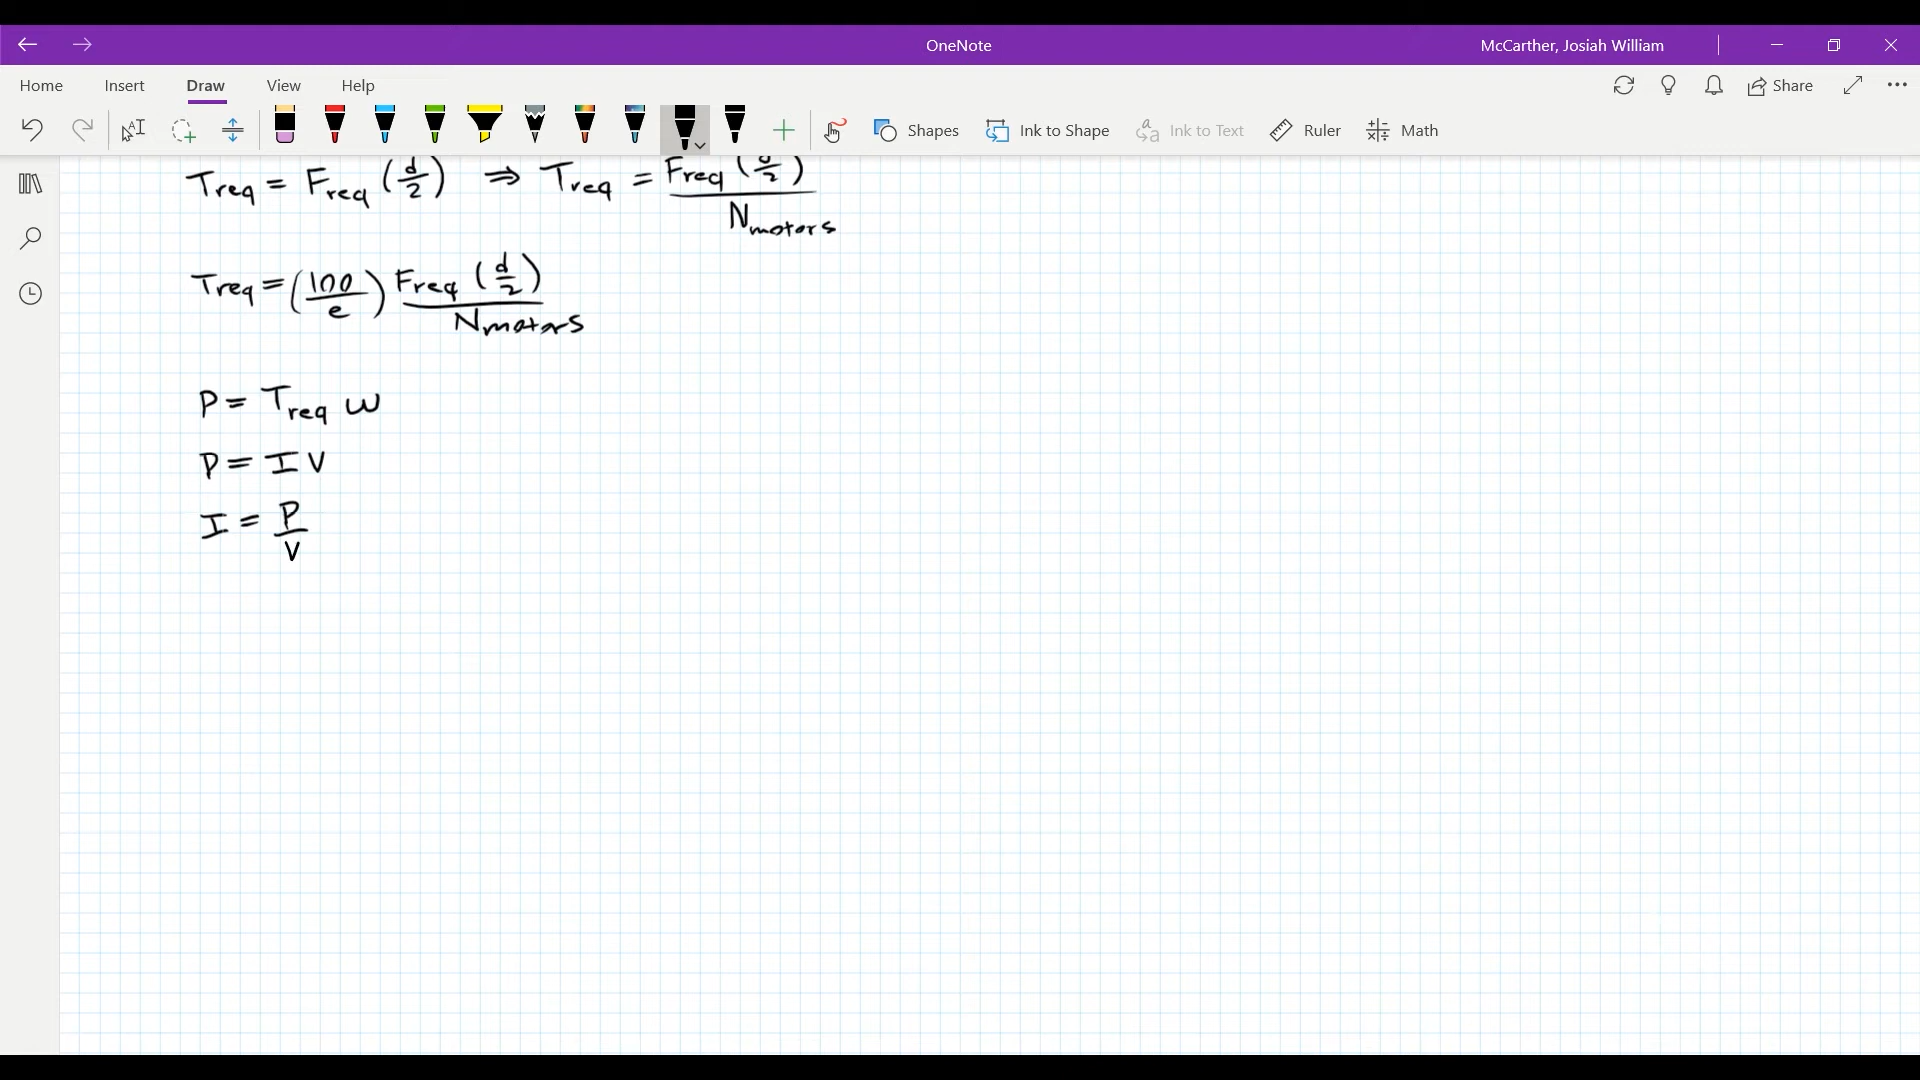 OneNote
McCarther, Josiah William
Home Insert Draw View Help
Share
Shapes Ink to Shape Ink to Text Ruler Math
Treq = Freq (d/2) ⇒ Treq = Freq (d/2) / Nmotors
Treq = (100/e) Freq (d/2) / Nmotors
P = Treq ω
P = I V
I = P/V